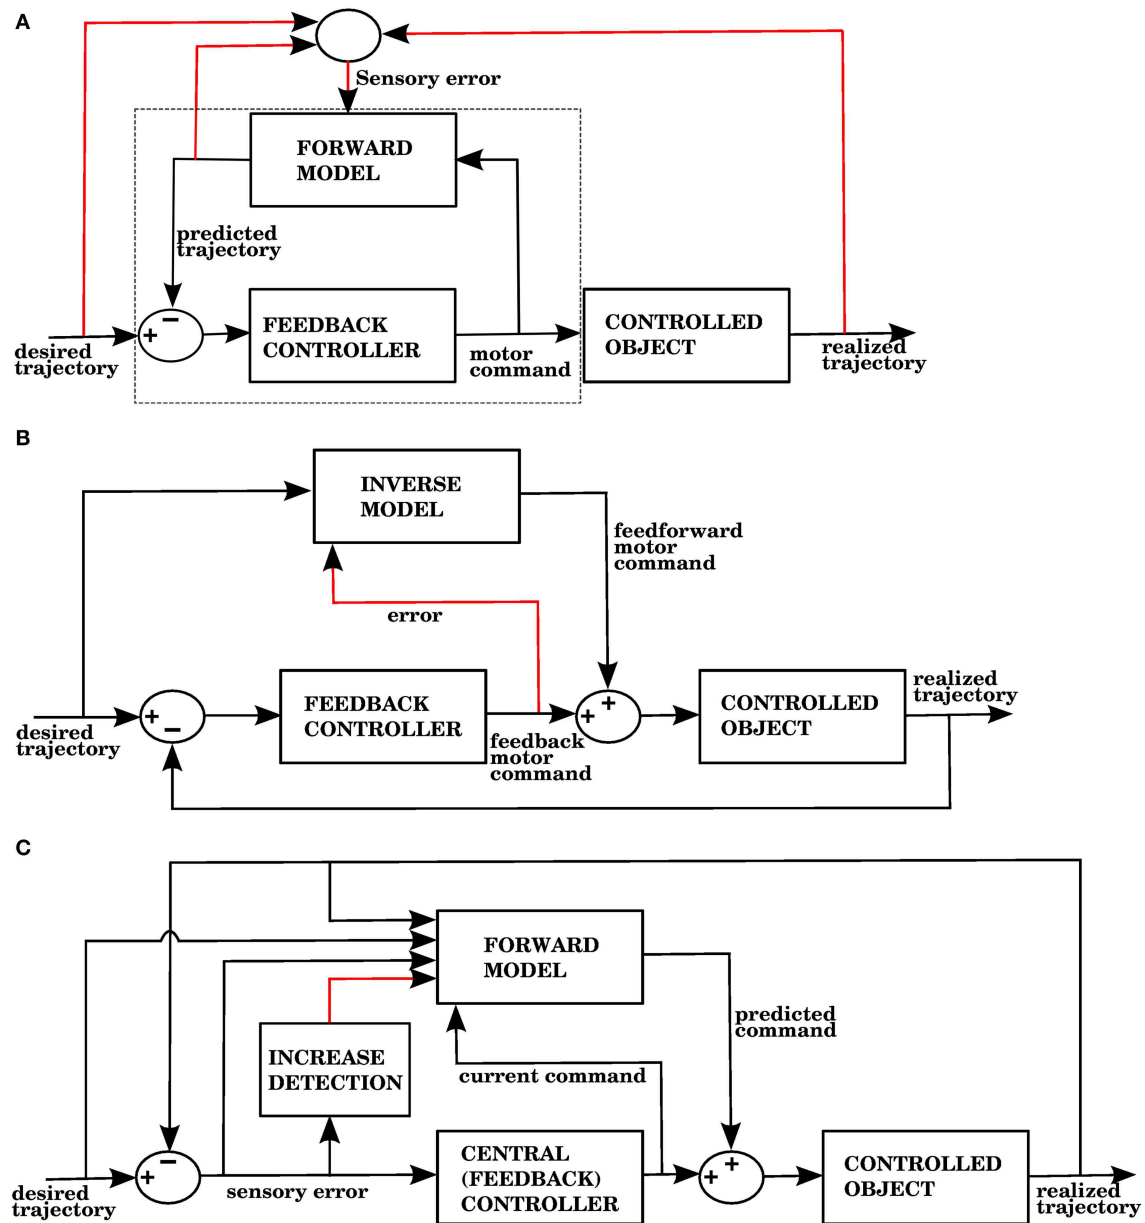 A
Sensory error
FORWARD
MODEL
predicted
trajectory
+
−
desired
trajectory
FEEDBACK
CONTROLLER
motor
command
CONTROLLED
OBJECT
realized
trajectory
B
INVERSE
MODEL
feedforward
motor
command
error
desired
trajectory
+
−
FEEDBACK
CONTROLLER
feedback
motor
command
+
+
CONTROLLED
OBJECT
realized
trajectory
C
FORWARD
MODEL
predicted
command
INCREASE
DETECTION
current command
desired
trajectory
−
+
sensory error
CENTRAL
(FEEDBACK)
CONTROLLER
+
+
CONTROLLED
OBJECT
realized
trajectory